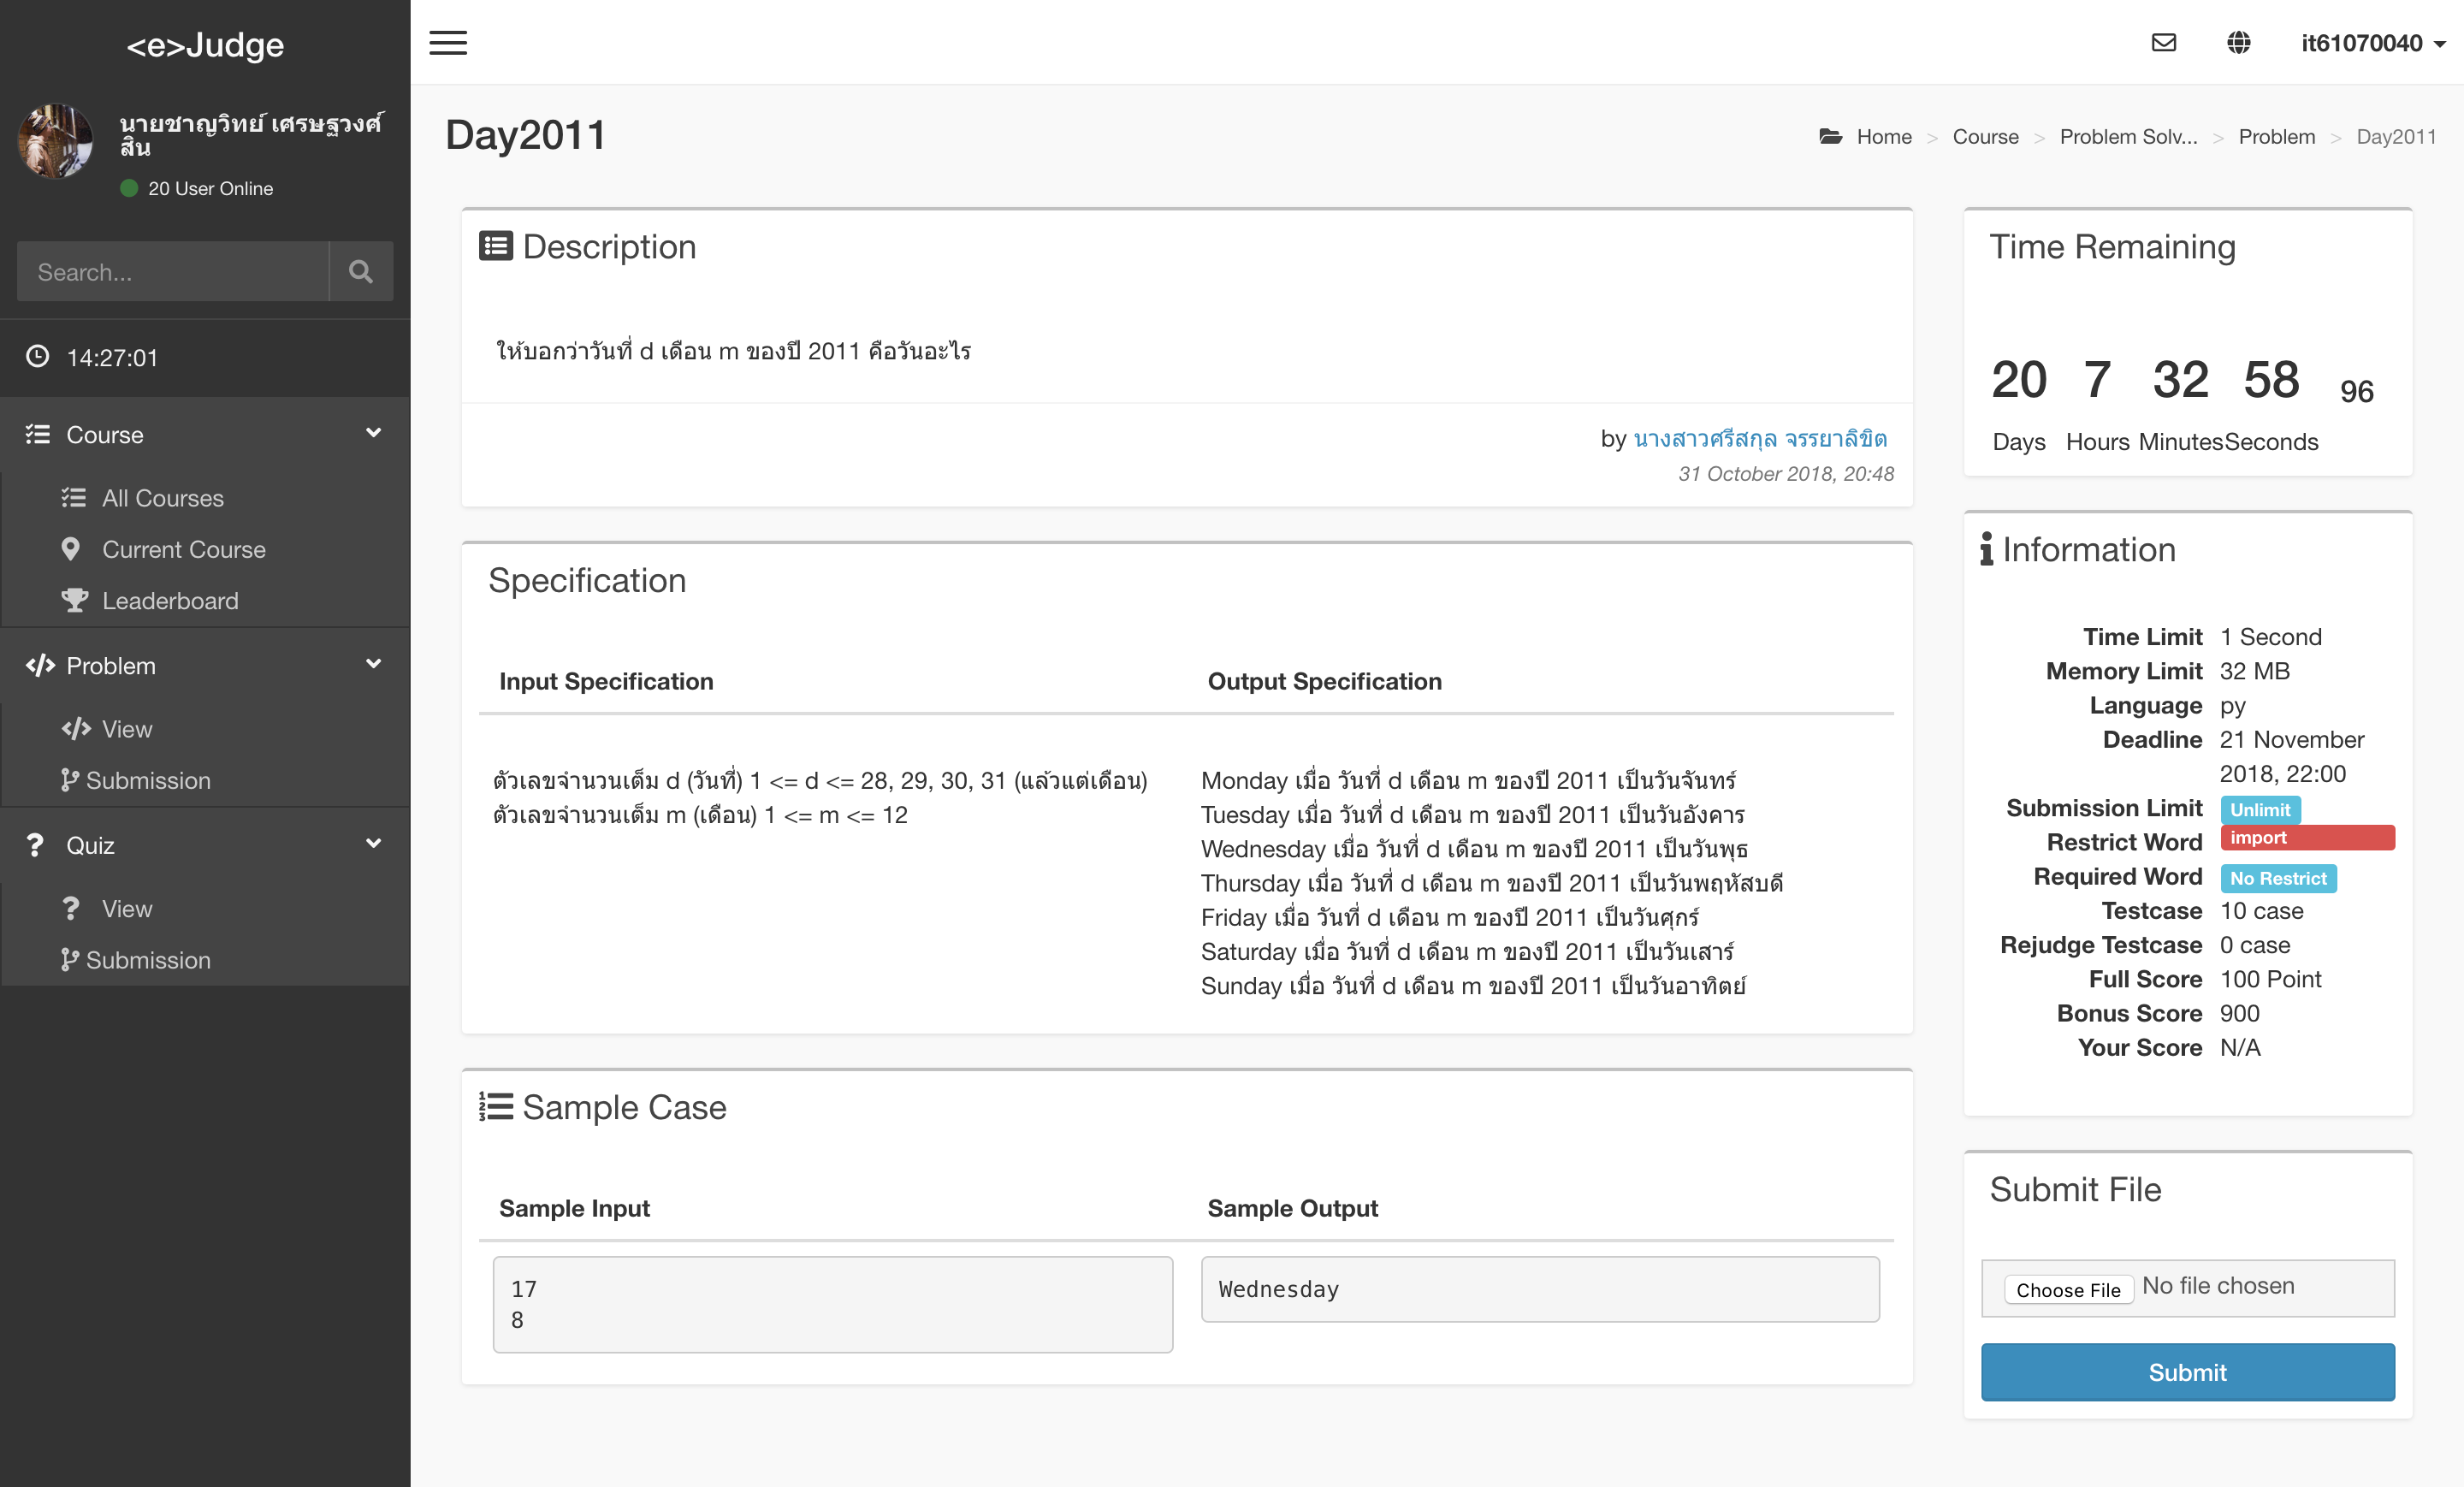 <e>Judge
นายชาญวิทย์ เศรษฐวงศ์
สิน
20 User Online
Search...
14:27:01
Course
All Courses
Current Course
Leaderboard
Problem
View
Submission
Quiz
View
Submission
it61070040
Day2011
Home > Course > Problem Solv... > Problem > Day2011
Description
ให้บอกว่าวันที่ d เดือน m ของปี 2011 คือวันอะไร
by นางสาวศรีสกุล จรรยาลิขิต
31 October 2018, 20:48
Specification
Input Specification
ตัวเลขจำนวนเต็ม d (วันที่) 1 <= d <= 28, 29, 30, 31 (แล้วแต่เดือน)
ตัวเลขจำนวนเต็ม m (เดือน) 1 <= m <= 12
Output Specification
Monday เมื่อ วันที่ d เดือน m ของปี 2011 เป็นวันจันทร์
Tuesday เมื่อ วันที่ d เดือน m ของปี 2011 เป็นวันอังคาร
Wednesday เมื่อ วันที่ d เดือน m ของปี 2011 เป็นวันพุธ
Thursday เมื่อ วันที่ d เดือน m ของปี 2011 เป็นวันพฤหัสบดี
Friday เมื่อ วันที่ d เดือน m ของปี 2011 เป็นวันศุกร์
Saturday เมื่อ วันที่ d เดือน m ของปี 2011 เป็นวันเสาร์
Sunday เมื่อ วันที่ d เดือน m ของปี 2011 เป็นวันอาทิตย์
Sample Case
Sample Input
17
8
Sample Output
Wednesday
Time Remaining
20 7 32 58 96
Days Hours Minutes Seconds
Information
Time Limit 1 Second
Memory Limit 32 MB
Language py
Deadline 21 November
2018, 22:00
Submission Limit Unlimit
Restrict Word import
Required Word No Restrict
Testcase 10 case
Rejudge Testcase 0 case
Full Score 100 Point
Bonus Score 900
Your Score N/A
Submit File
Choose File No file chosen
Submit